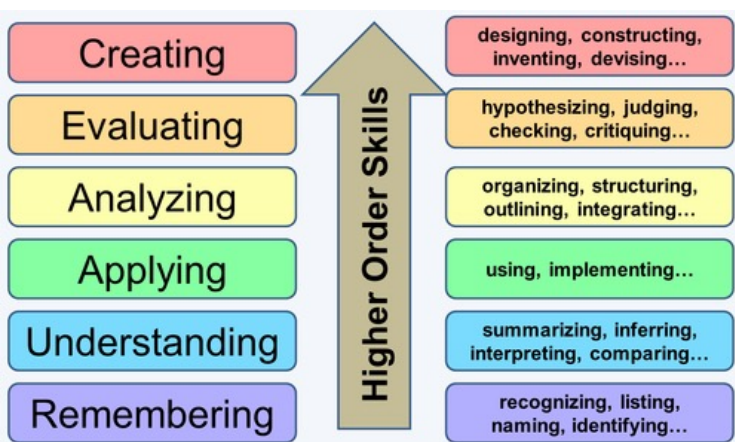 Creating
designing, constructing,
inventing, devising...
Evaluating
hypothesizing, judging,
checking, critiquing...
Analyzing
organizing, structuring,
outlining, integrating...
Applying
using, implementing...
Understanding
summarizing, inferring,
interpreting, comparing...
Remembering
recognizing, listing,
naming, identifying...
Higher Order Skills